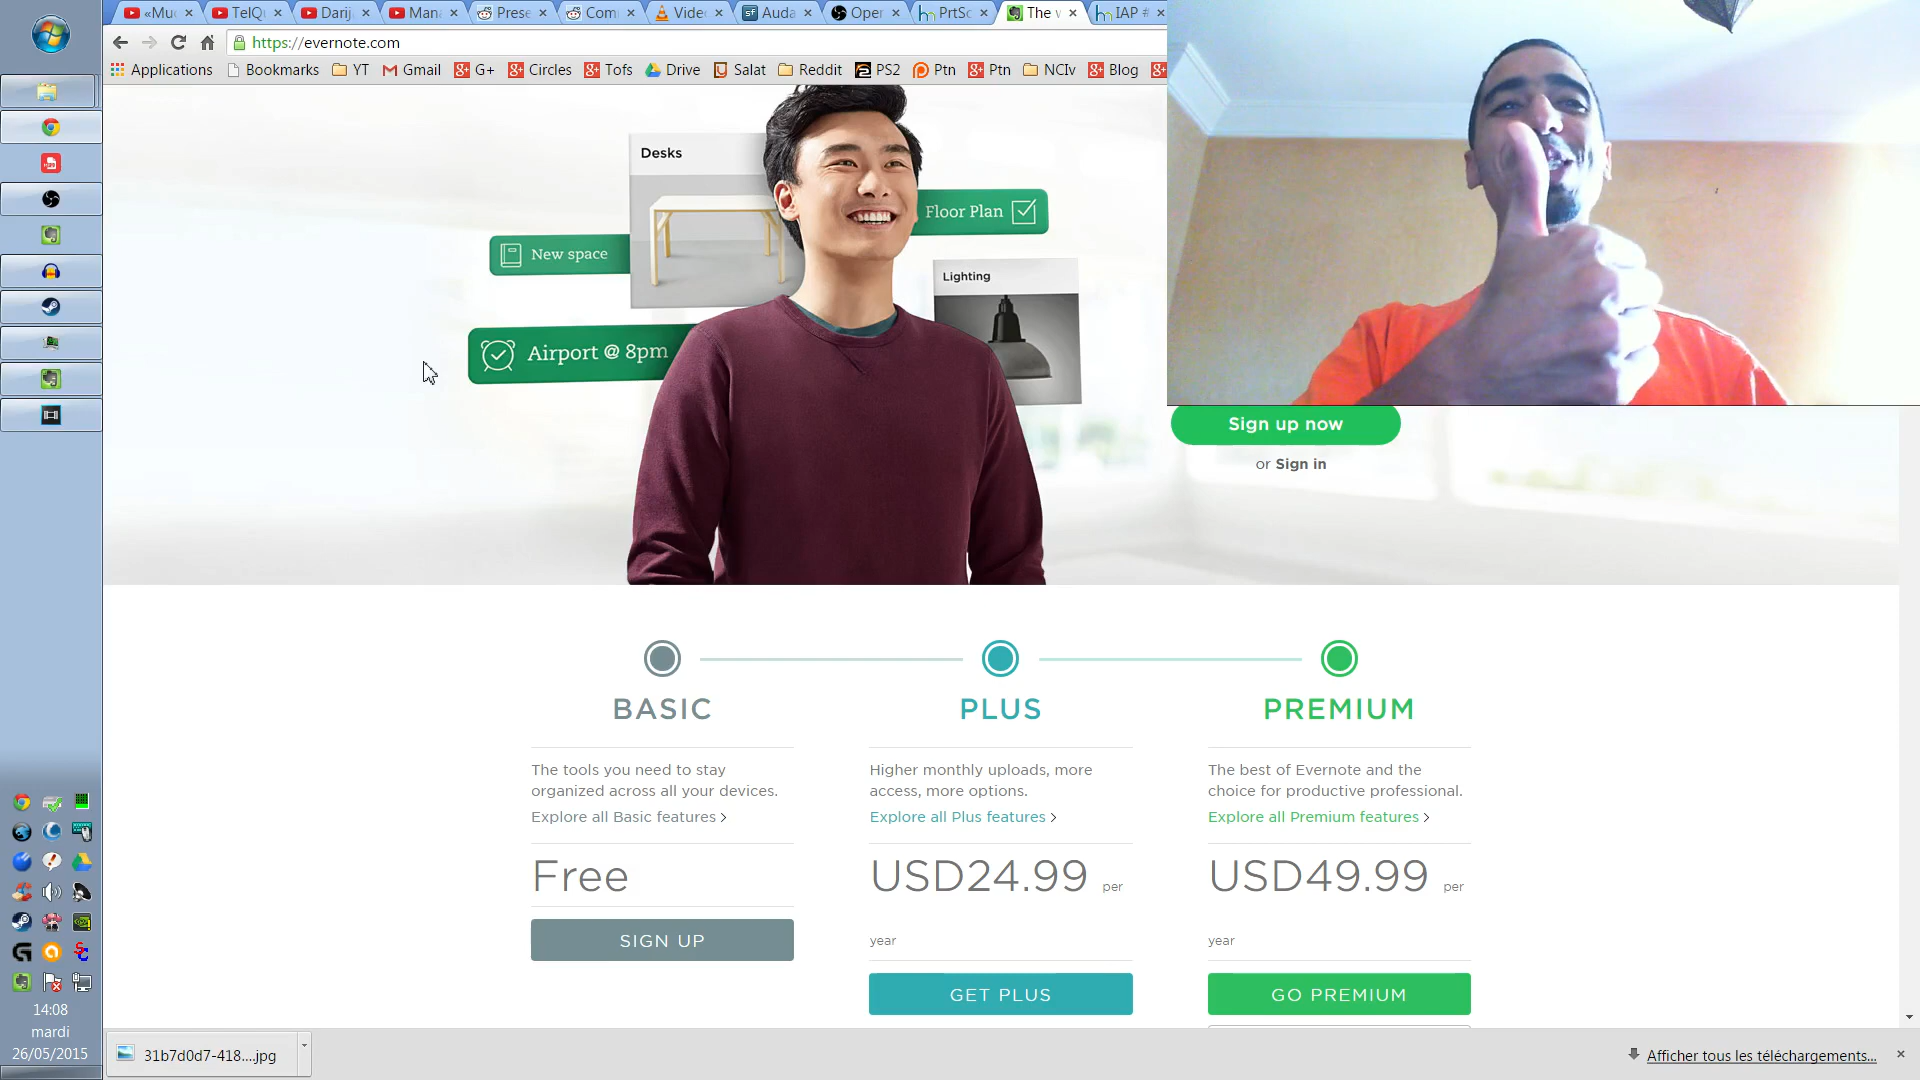 «Mu
TelQ
Darij
Man
Prese
Com
Vide
Auda
Oper
PrtSc
The v
IAP #
https://evernote.com
Applications
Bookmarks
YT
Gmail
G+
Circles
Tofs
Drive
Salat
Reddit
PS2
Ptn
Ptn
NCIv
Blog
Desks
Floor Plan
New space
Lighting
Airport @ 8pm
Sign up now
or Sign in
BASIC
The tools you need to stay
organized across all your devices.
Explore all Basic features >
Free
SIGN UP
PLUS
Higher monthly uploads, more
access, more options.
Explore all Plus features >
USD24.99 per
year
GET PLUS
PREMIUM
The best of Evernote and the
choice for productive professional.
Explore all Premium features >
USD49.99 per
year
GO PREMIUM
14:08
mardi
26/05/2015
31b7d0d7-418....jpg
Afficher tous les téléchargements...